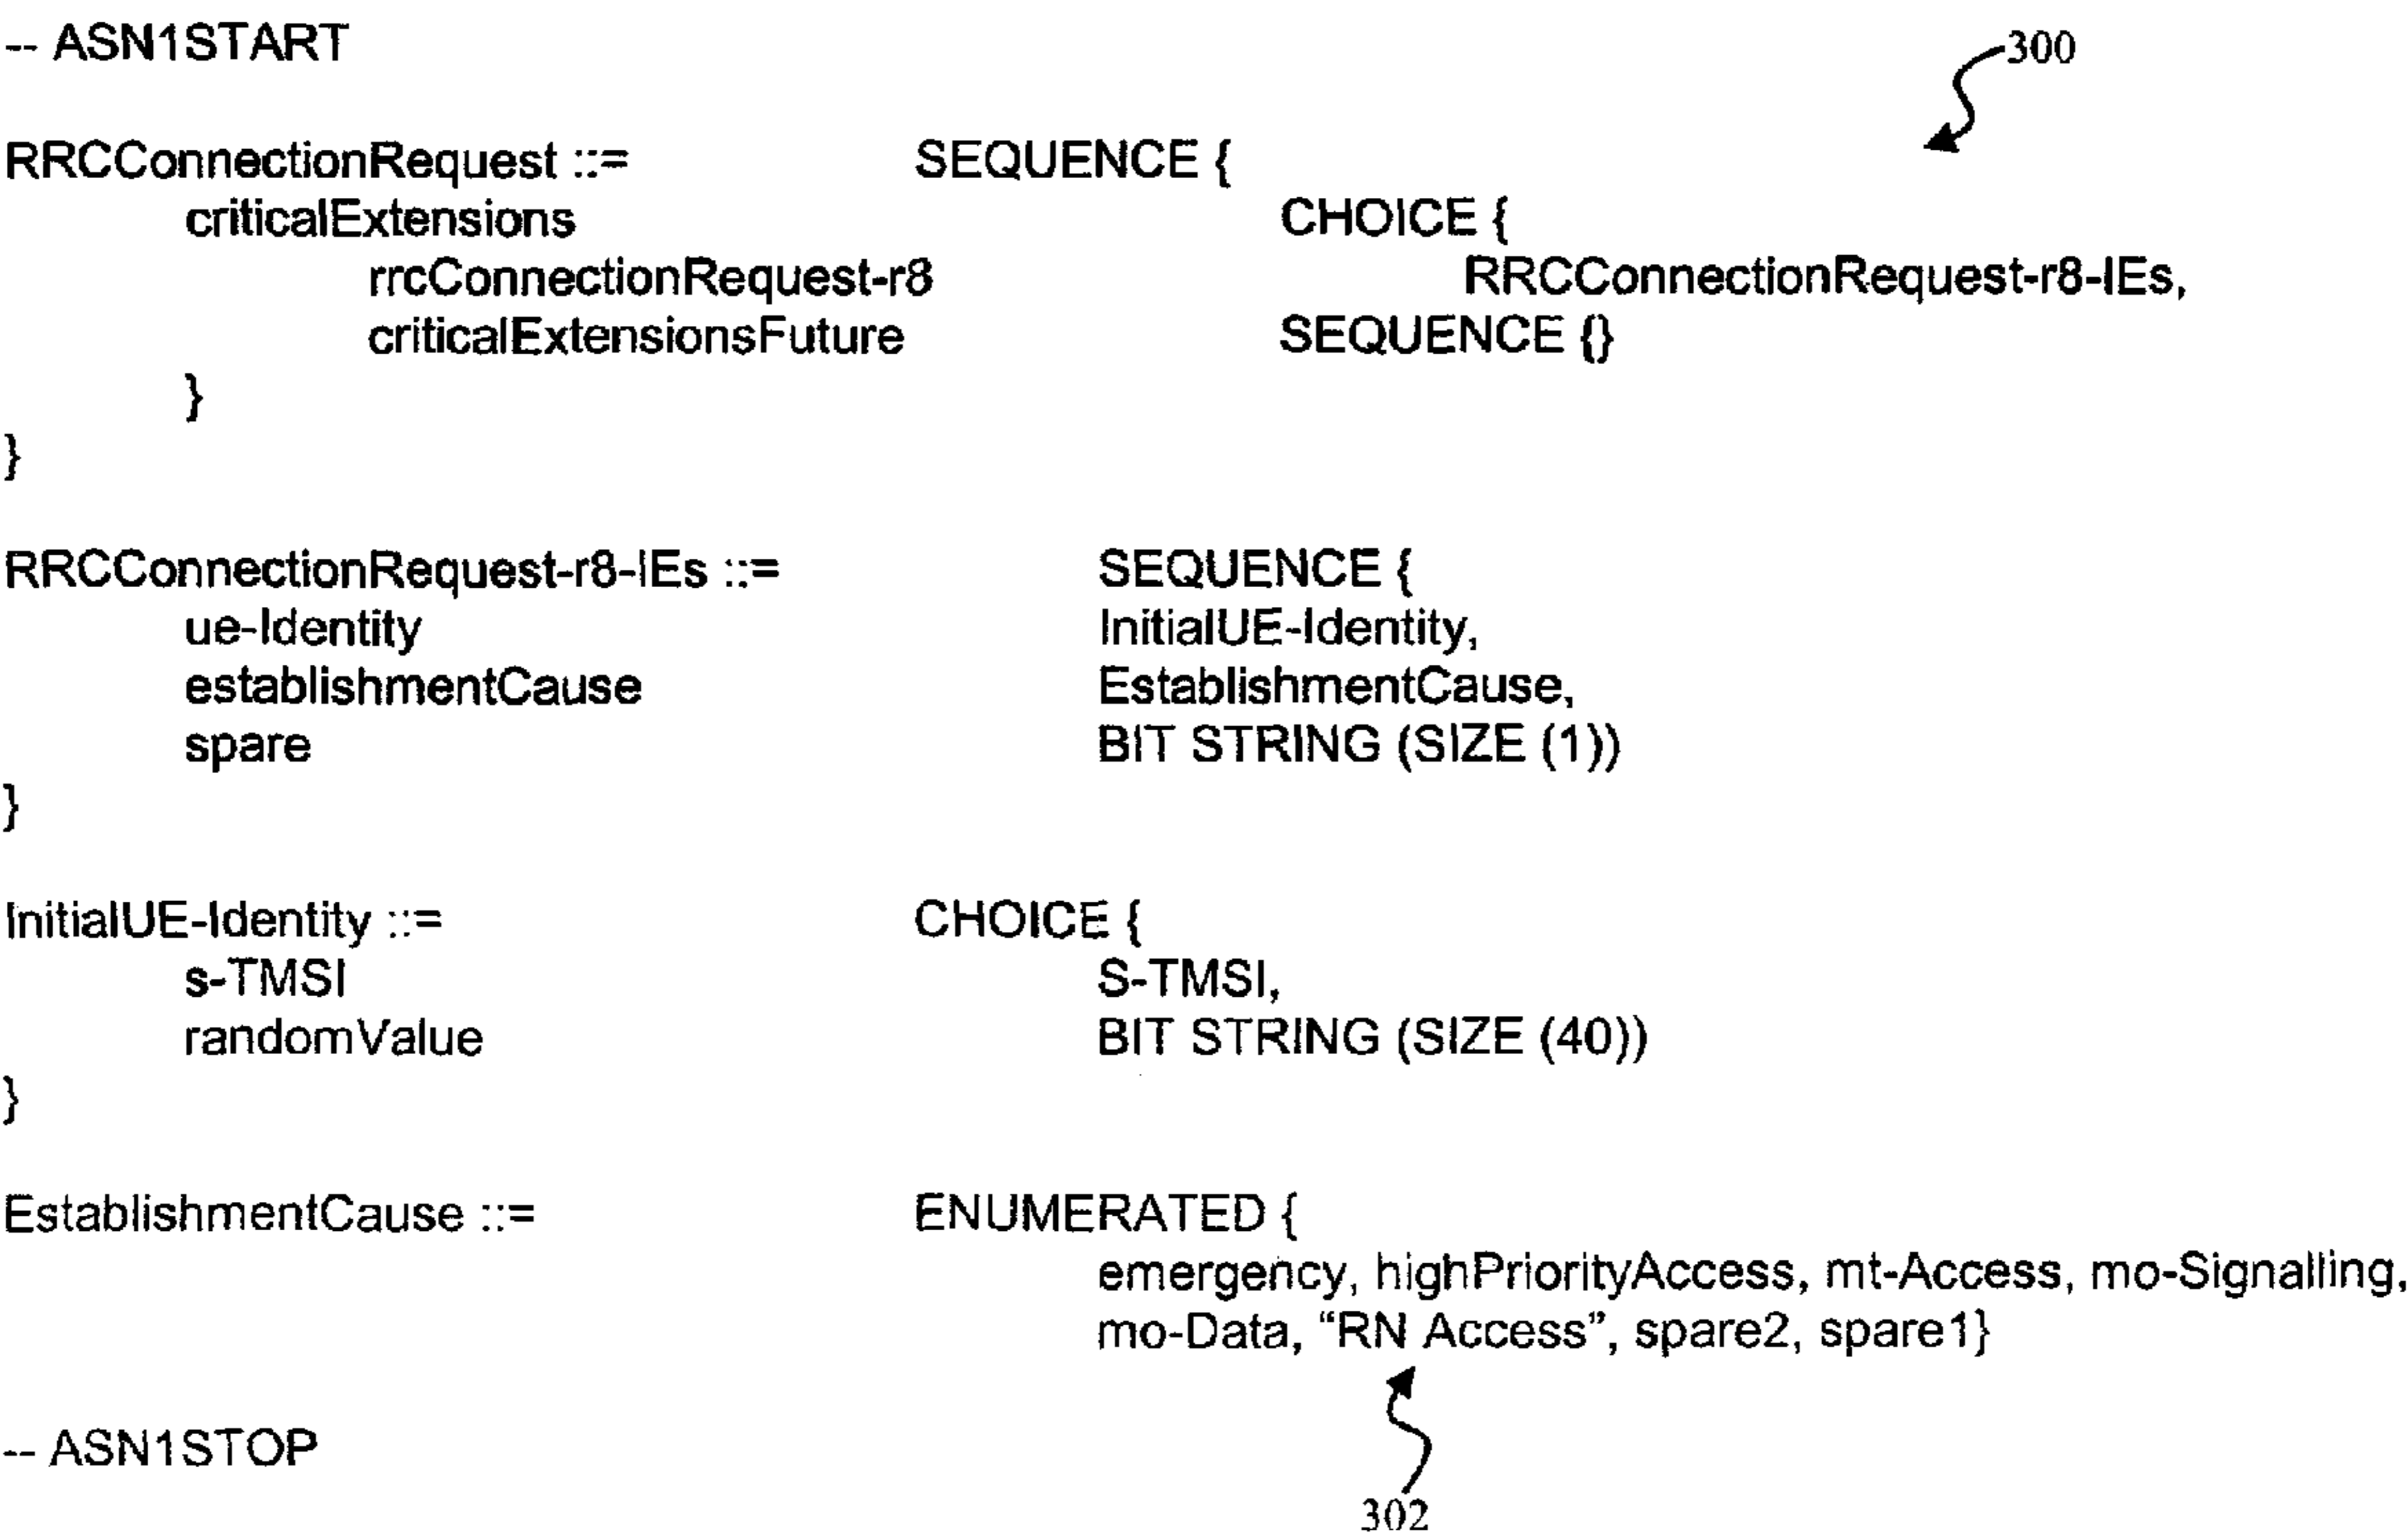 -- ASN1START
300
RRCConnectionRequest ::= SEQUENCE {
criticalExtensions CHOICE {
rrcConnectionRequest-r8 RRCConnectionRequest-r8-IEs,
criticalExtensionsFuture SEQUENCE {}
}
}
RRCConnectionRequest-r8-IEs ::= SEQUENCE {
ue-Identity InitialUE-Identity,
establishmentCause EstablishmentCause,
spare BIT STRING (SIZE (1))
}
InitialUE-Identity ::= CHOICE {
s-TMSI S-TMSI,
randomValue BIT STRING (SIZE (40))
}
EstablishmentCause ::= ENUMERATED {
emergency, highPriorityAccess, mt-Access, mo-Signalling,
mo-Data, “RN Access”, spare2, spare1}
-- ASN1STOP
302